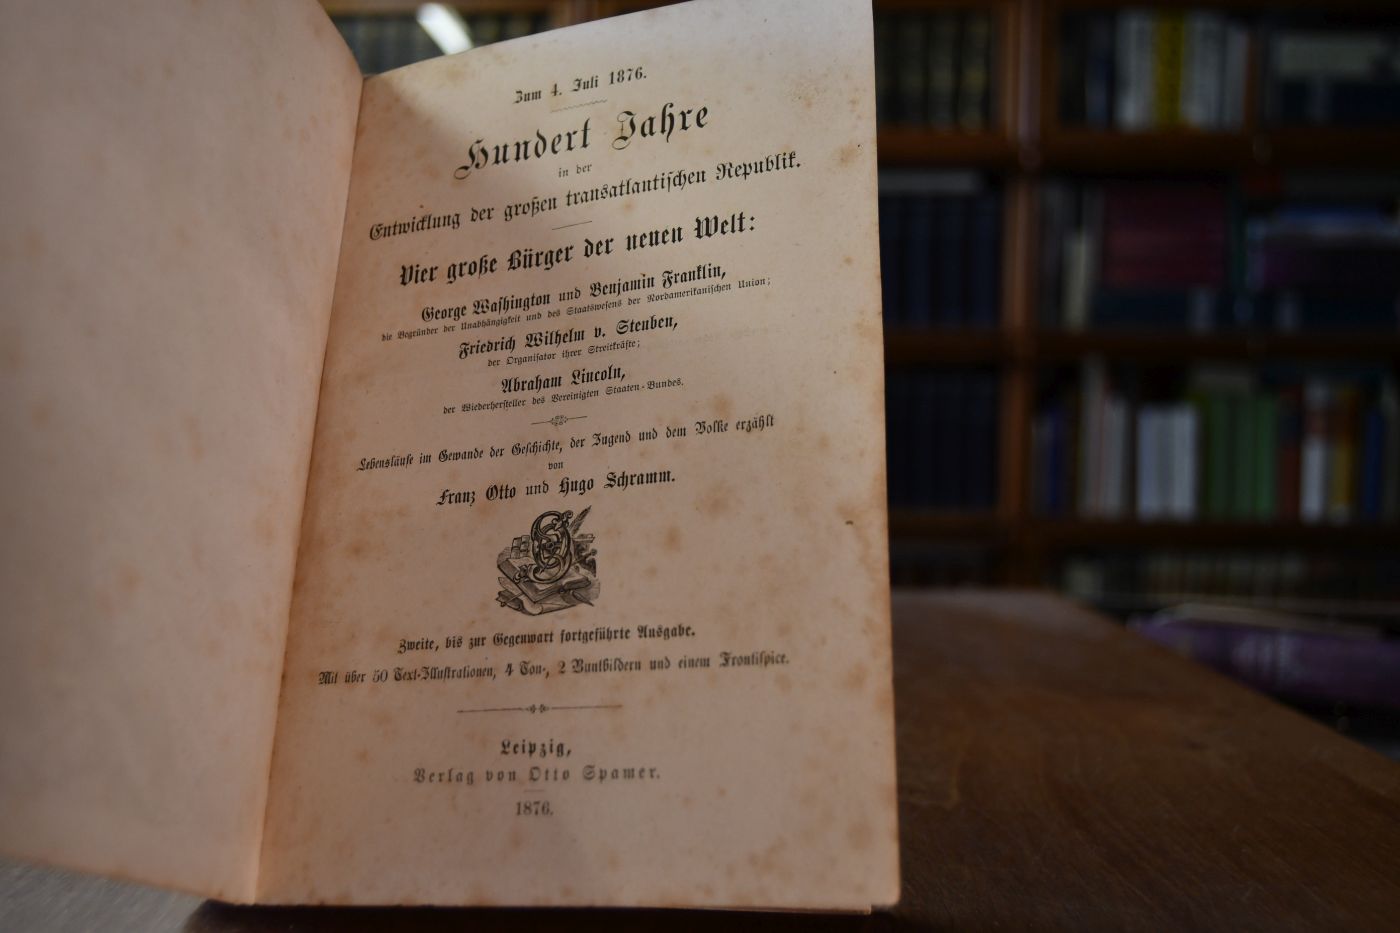 Zum 4. Juli 1876.
Hundert Jahre
in der
Entwicklung der großen transatlantischen Republik.
Vier große Bürger der neuen Welt:
George Washington und Benjamin Franklin,
die Begründer der Unabhängigkeit und des Staatswesens der Nordamerikanischen Union;
Friedrich Wilhelm v. Steuben,
der Organisator ihrer Streitkräfte;
Abraham Lincoln,
der Wiederhersteller des Vereinigten Staaten-Bundes.
Lebensläufe im Gewande der Geschichte, der Jugend und dem Volke erzählt
von
Franz Otto und Hugo Schramm.
Zweite, bis zur Gegenwart fortgeführte Ausgabe.
Mit über 50 Text-Illustrationen, 4 Ton-, 2 Buntbildern und einem Frontispice.
Leipzig,
Verlag von Otto Spamer.
1876.